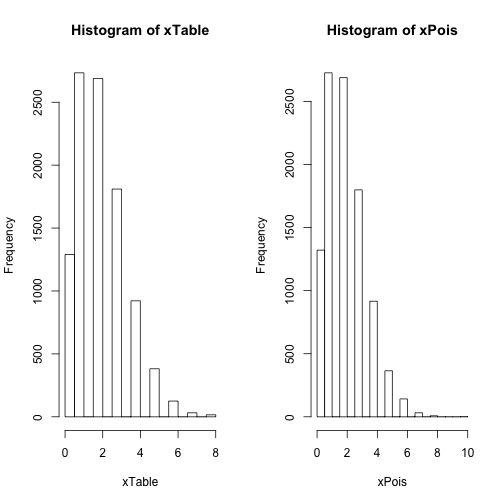 Histogram of xTable
Frequency
0 500 1000 1500 2000 2500
0 2 4 6 8
xTable
Histogram of xPois
Frequency
0 500 1000 1500 2000 2500
0 2 4 6 8 10
xPois